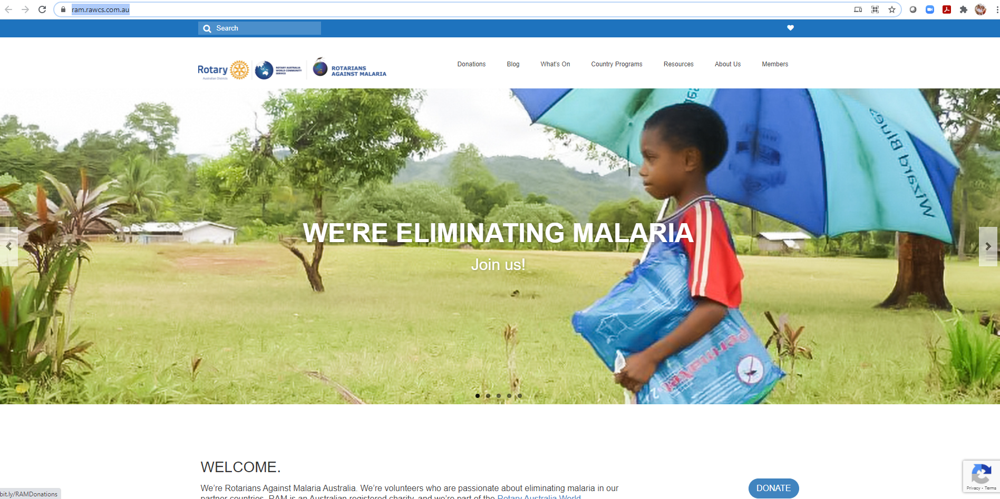 ram.rawcs.com.au
Search
Rotary
Australian Districts
ROTARY AUSTRALIA
WORLD COMMUNITY
SERVICE
ROTARIANS
AGAINST MALARIA
Donations
Blog
What's On
Country Programs
Resources
About Us
Members
Wizard Blue
WE'RE ELIMINATING MALARIA
Join us!
PermaNet
WELCOME.
We're Rotarians Against Malaria Australia. We're volunteers who are passionate about eliminating malaria in our
partner countries. RAM is an Australian registered charity, and we're part of the Rotary Australia World
DONATE
Privacy - Terms
bit.ly/RAMDonations